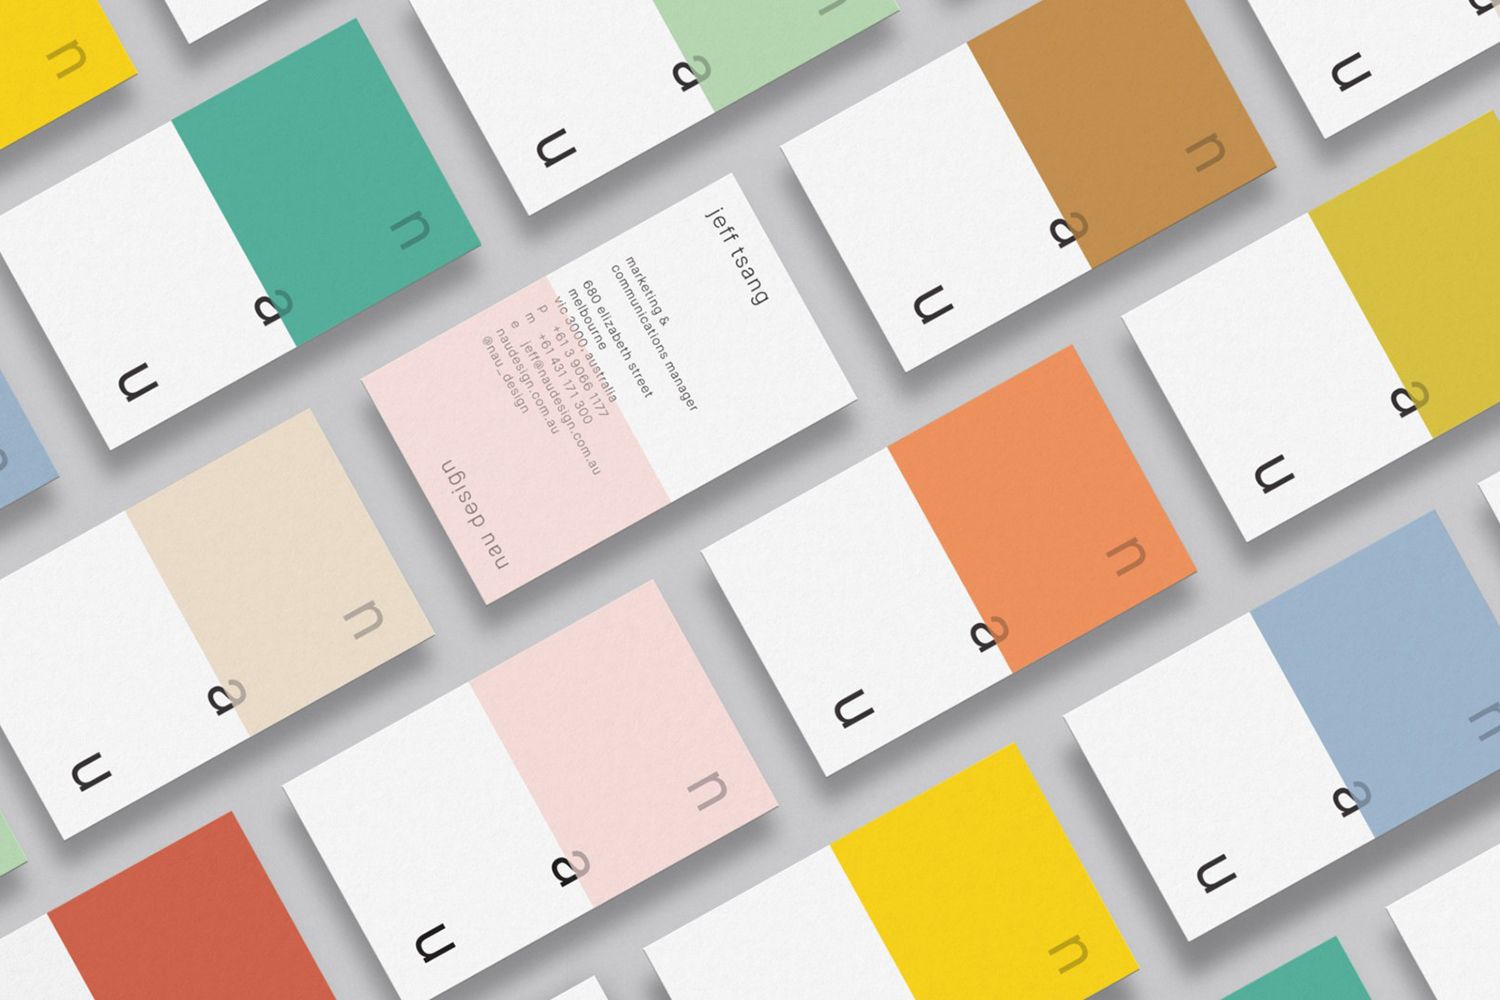 n
n
a
u
a
u
n
a
u
u
jeff tsang
marketing &
communications manager
680 elizabeth street
melbourne
vic 3000, australia
p +61 3 9066 1177
m +61 431 171 300
e jeff@naudesign.com.au
naudesign.com.au
@nau_design
nau design
a
u
n
a
u
n
a
u
n
a
u
n
a
u
n